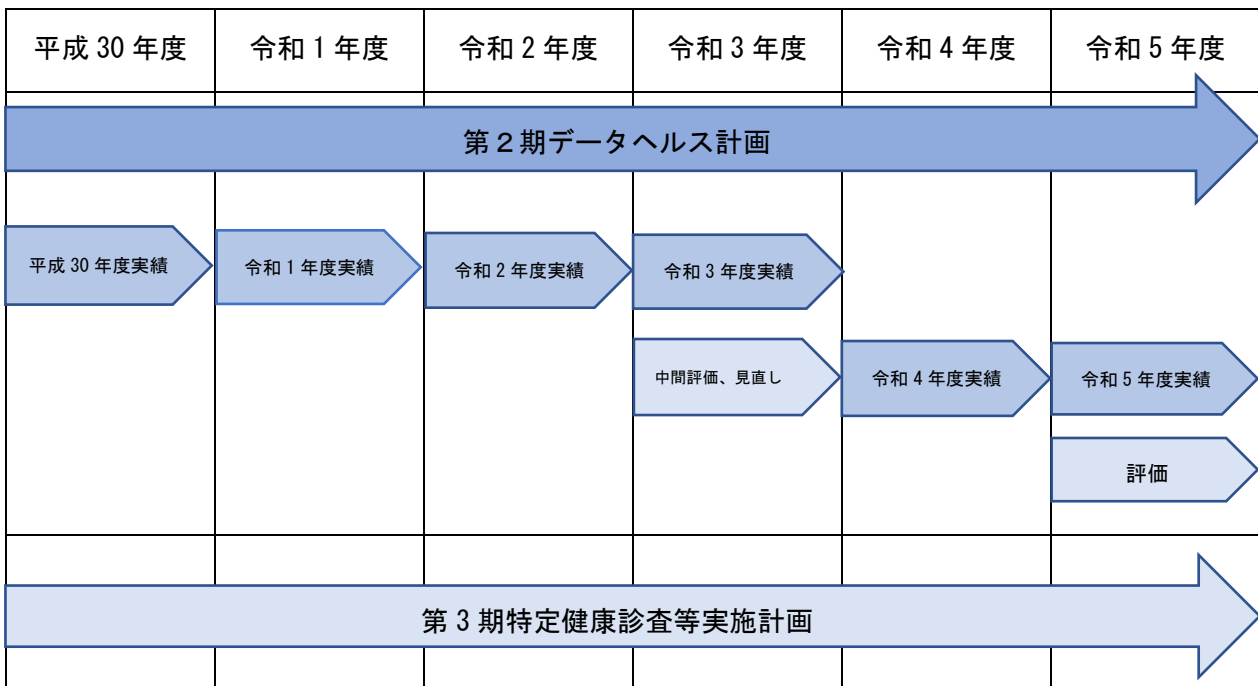 平成 30 年度
令和 1 年度
令和 2 年度
令和 3 年度
令和 4 年度
令和 5 年度
第２期データヘルス計画
平成 30 年度実績
令和 1 年度実績
令和 2 年度実績
令和 3 年度実績
中間評価、見直し
令和 4 年度実績
令和 5 年度実績
評価
第 3 期特定健康診査等実施計画